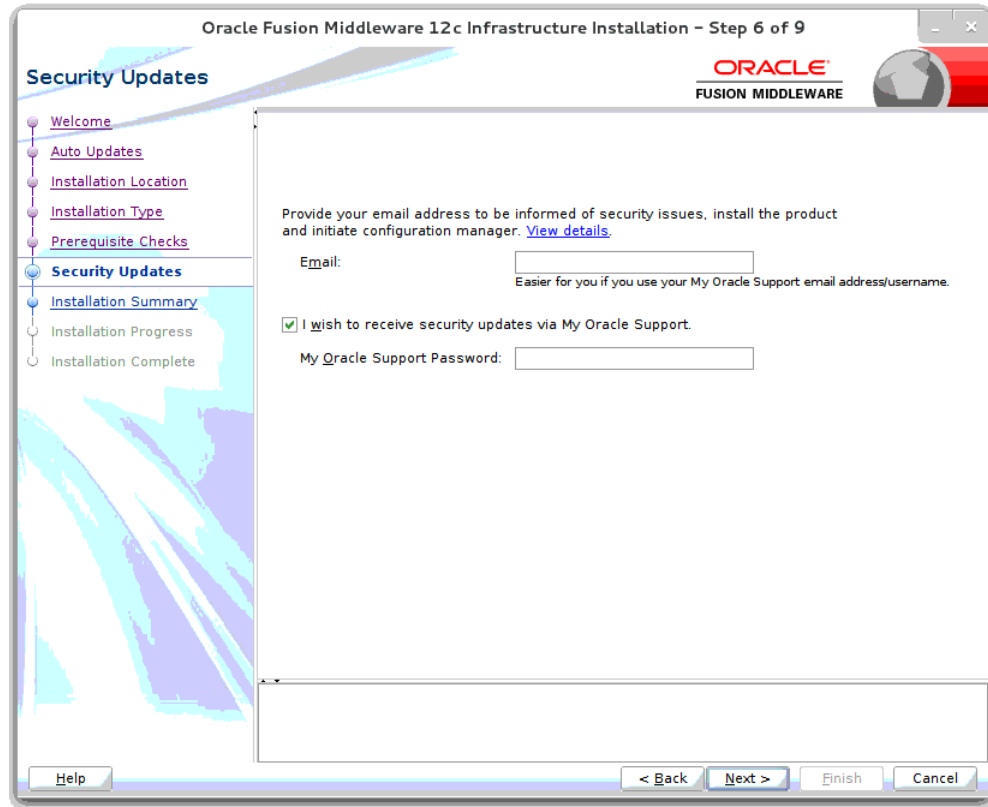 Oracle Fusion Middleware 12c Infrastructure Installation – Step 6 of 9
Security Updates
ORACLE
FUSION MIDDLEWARE
Welcome
Auto Updates
Installation Location
Installation Type
Prerequisite Checks
Security Updates
Installation Summary
Installation Progress
Installation Complete
Provide your email address to be informed of security issues, install the product
and initiate configuration manager. View details.
Email:
Easier for you if you use your My Oracle Support email address/username.
I wish to receive security updates via My Oracle Support.
My Oracle Support Password:
Help
< Back
Next >
Finish
Cancel